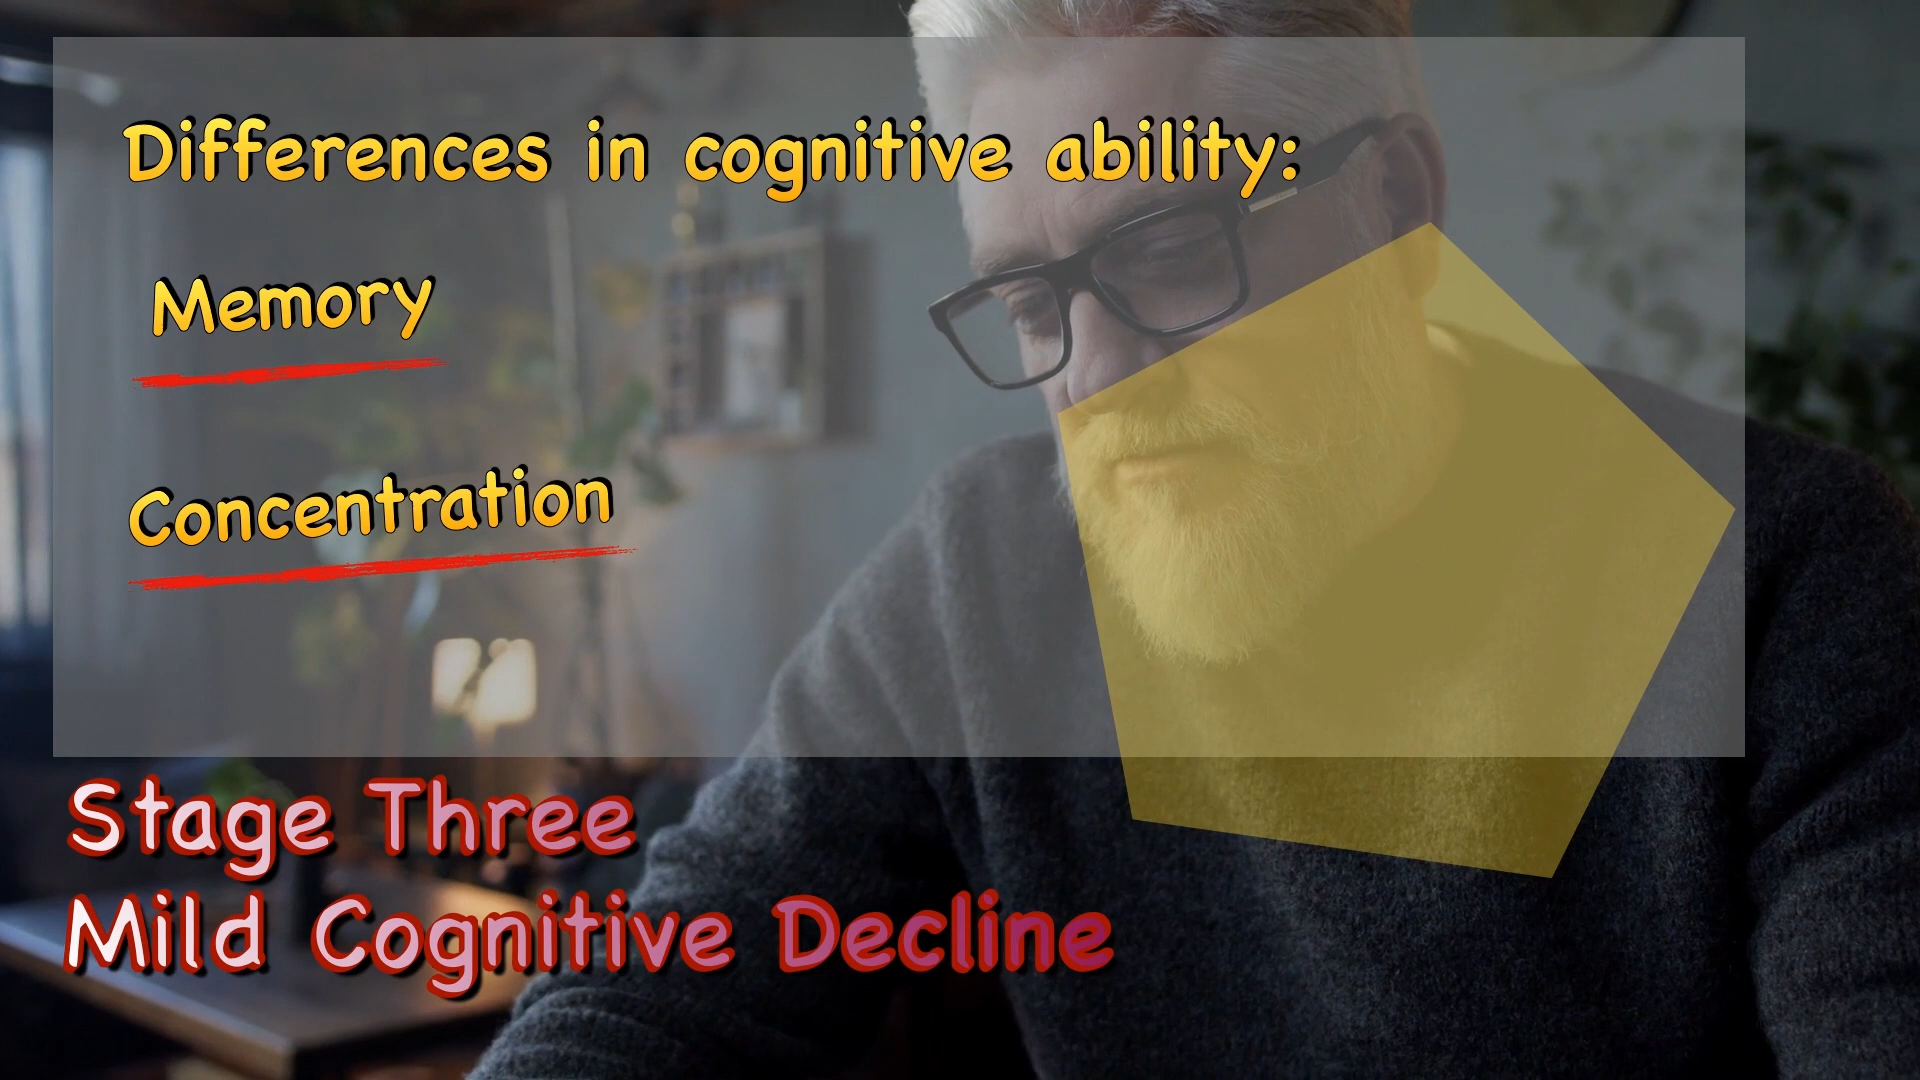 Differences in cognitive ability:
Memory
Concentration
Stage Three
Mild Cognitive Decline